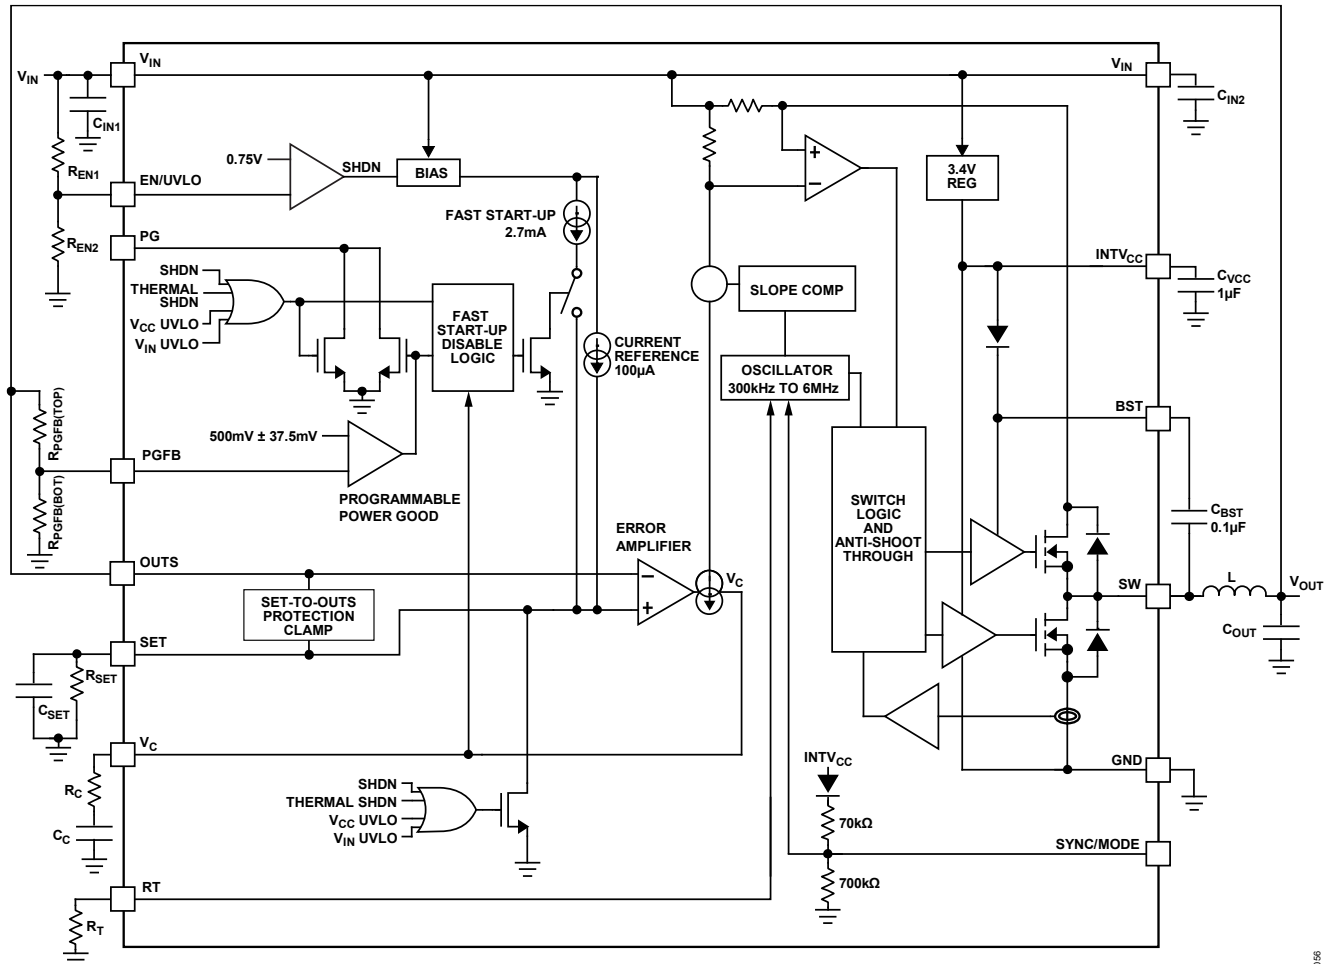 VIN
VIN
VIN
CIN1
CIN2
REN1
0.75V
SHDN
BIAS
3.4V
REG
EN/UVLO
FAST START-UP
2.7mA
REN2
PG
INTVCC
CVCC
1µF
SHDN
THERMAL
SHDN
VCC UVLO
VIN UVLO
SLOPE COMP
FAST
START-UP
DISABLE
LOGIC
CURRENT
REFERENCE
100µA
OSCILLATOR
300kHz TO 6MHz
RPGFB(TOP)
BST
500mV ± 37.5mV
PGFB
PROGRAMMABLE
POWER GOOD
RPGFB(BOT)
SWITCH
LOGIC
AND
ANTI-SHOOT
THROUGH
CBST
0.1µF
ERROR
AMPLIFIER
OUTS
VC
SW
L
VOUT
SET-TO-OUTS
PROTECTION
CLAMP
COUT
SET
RSET
CSET
VC
RC
CC
INTVCC
GND
SHDN
THERMAL SHDN
VCC UVLO
VIN UVLO
70kΩ
SYNC/MODE
700kΩ
RT
RT
056